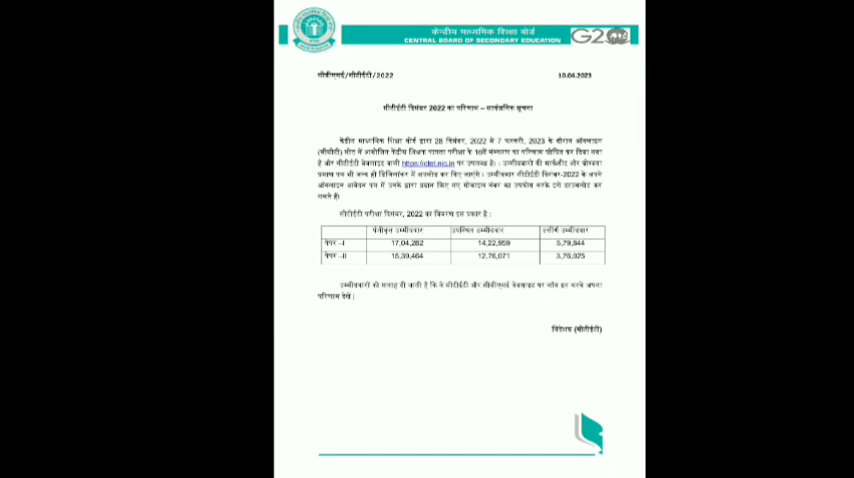 केन्द्रीय माध्यमिक शिक्षा बोर्ड
CENTRAL BOARD OF SECONDARY EDUCATION
G20
सीबीएसई/सीटीईटी/2022 10.04.2023
सीटीईटी दिसंबर 2022 का परिणाम – सार्वजनिक सूचना
केंद्रीय माध्यमिक शिक्षा बोर्ड द्वारा 28 दिसंबर, 2022 से 7 फरवरी, 2023 के दौरान ऑनलाइन
(सीबीटी) मोड में आयोजित केंद्रीय शिक्षक पात्रता परीक्षा के 16वें संस्करण का परिणाम घोषित कर दिया गया
है और सीटीईटी वेबसाइट यानी https://ctet.nic.in पर उपलब्ध है। उम्मीदवारों की मार्कशीट और योग्यता
प्रमाण पत्र भी जल्द ही डिजिलॉकर में अपलोड कर दिए जाएंगे। उम्मीदवार सीटीईटी दिसंबर-2022 के अपने
ऑनलाइन आवेदन पत्र में उनके द्वारा प्रदान किए गए मोबाइल नंबर का उपयोग करके इसे डाउनलोड कर
सकते हैं।
सीटीईटी परीक्षा दिसंबर, 2022 का विवरण इस प्रकार है :
पंजीकृत उम्मीदवार उपस्थित उम्मीदवार उत्तीर्ण उम्मीदवार
पेपर –I 17,04,282 14,22,959 5,79,844
पेपर –II 15,39,464 12,76,071 3,76,025
उम्मीदवारों को सलाह दी जाती है कि वे सीटीईटी और सीबीएसई वेबसाइट पर लॉग इन करके अपना
परिणाम देखें|
निदेशक (सीटीईटी)